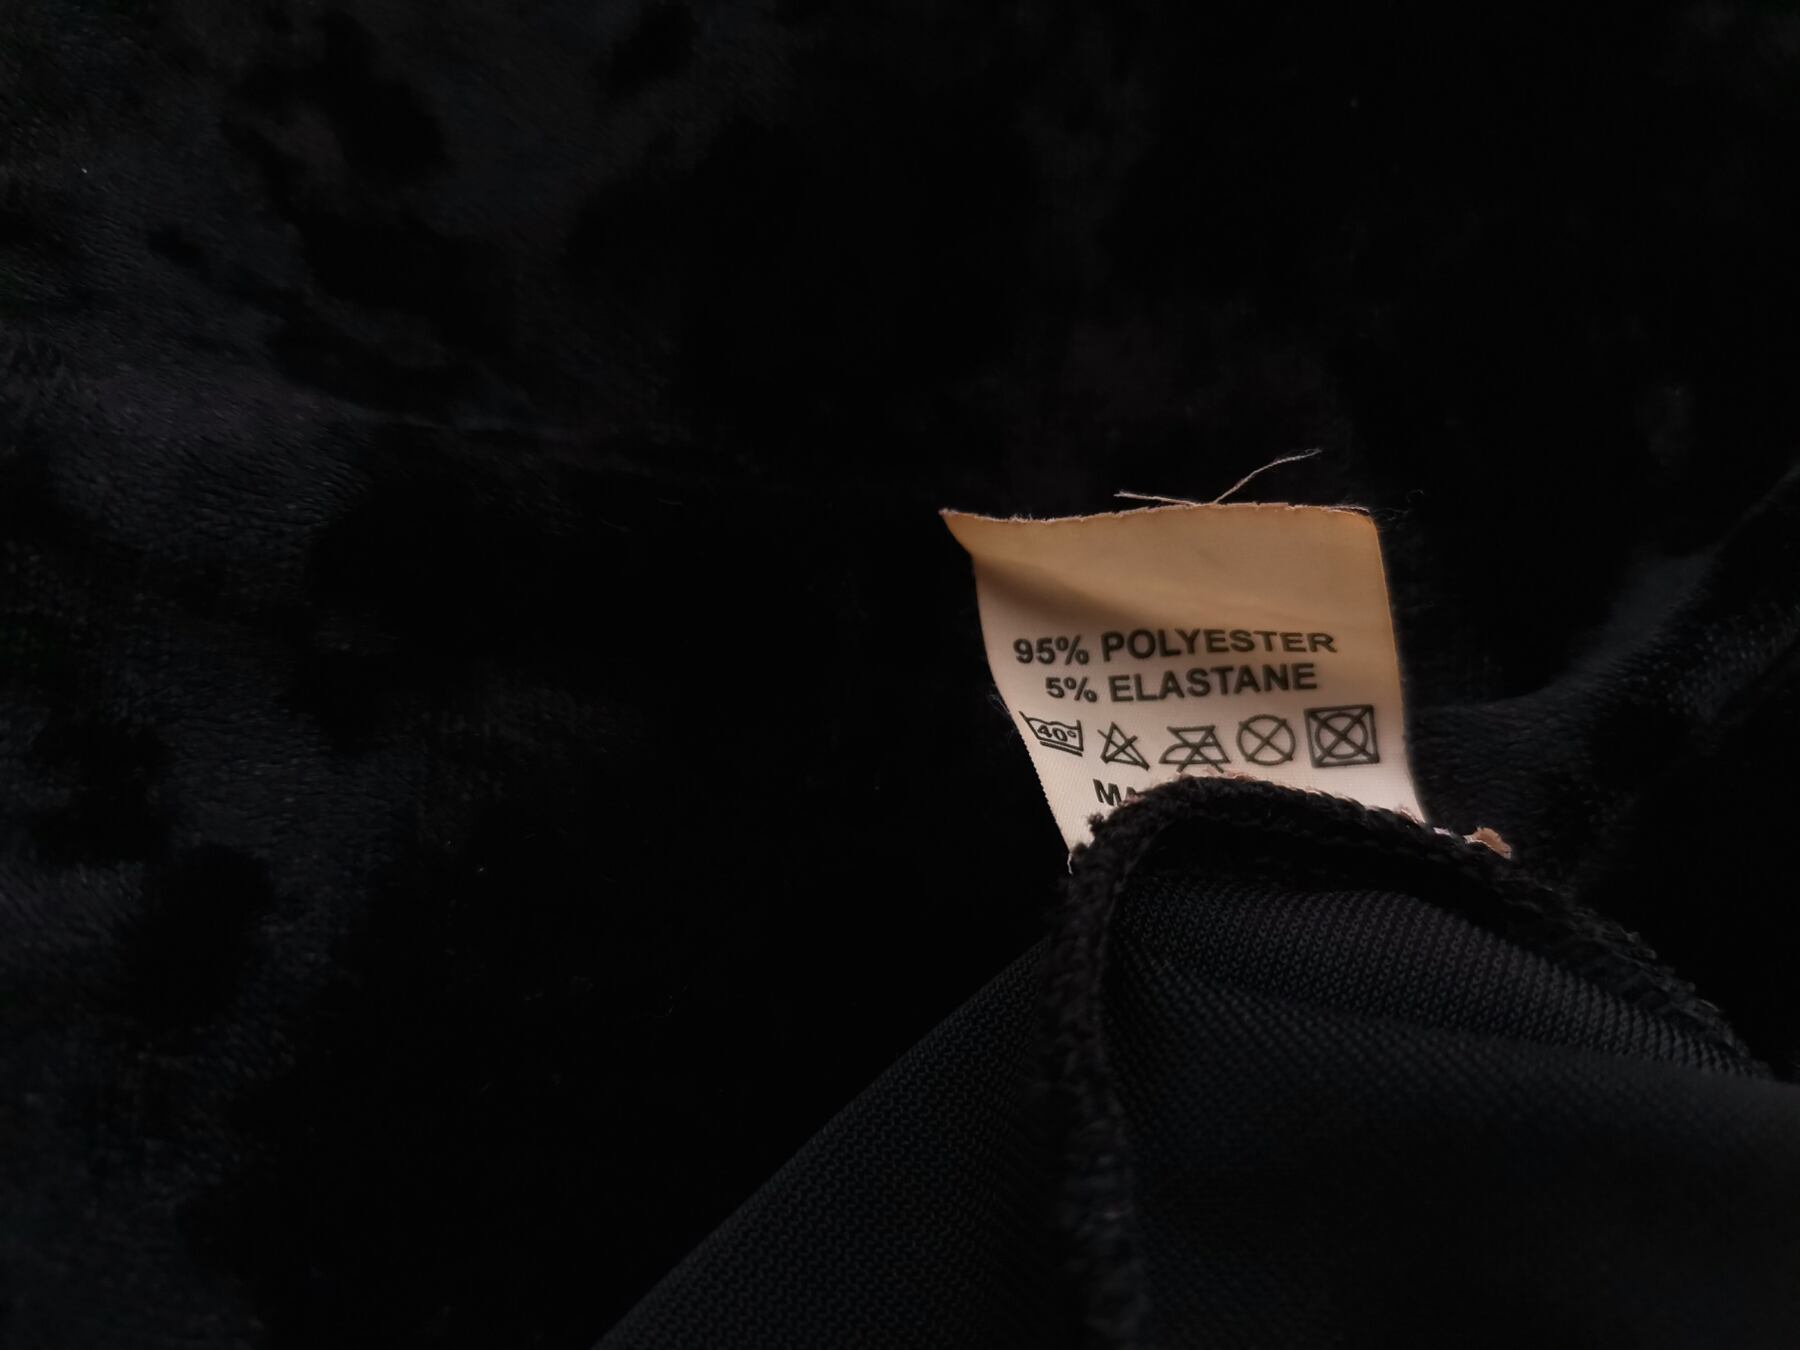 95% POLYESTER
5% ELASTANE
40°